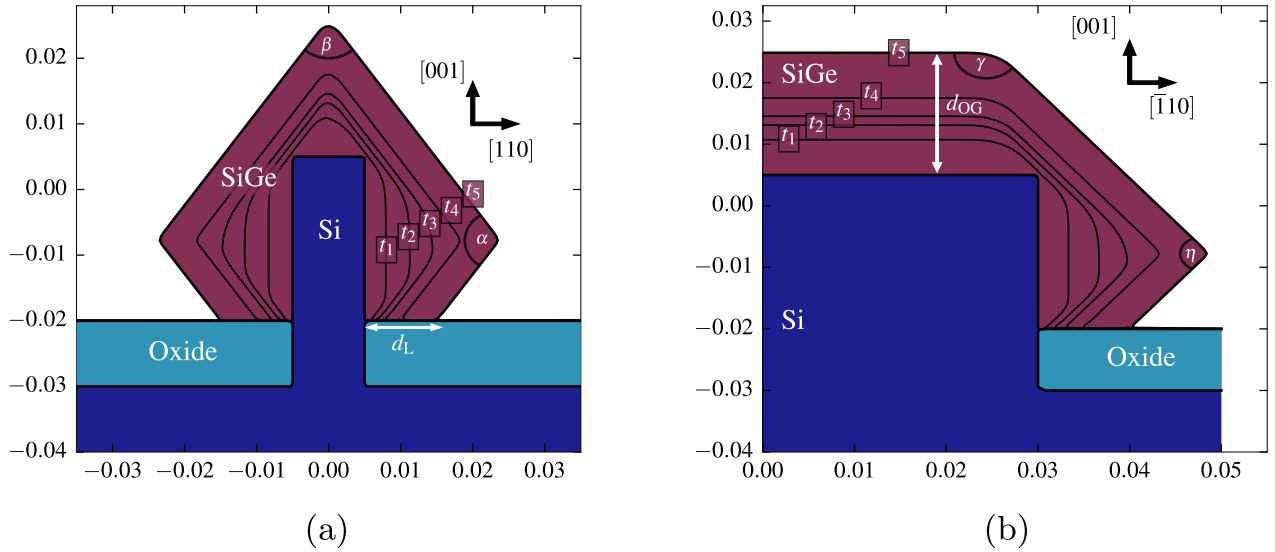 0.02
0.01
0.00
−0.01
−0.02
−0.03
−0.04
−0.03
−0.02
−0.01
0.00
0.01
0.02
0.03
β
[001]
[110]
SiGe
Si
t₁
t₂
t₃
t₄
t₅
α
Oxide
d_L
(a)
0.03
0.02
0.01
0.00
−0.01
−0.02
−0.03
−0.04
0.00
0.01
0.02
0.03
0.04
0.05
SiGe
t₅
t₄
t₃
t₂
t₁
d_OG
γ
[001]
[1̅10]
η
Si
Oxide
(b)